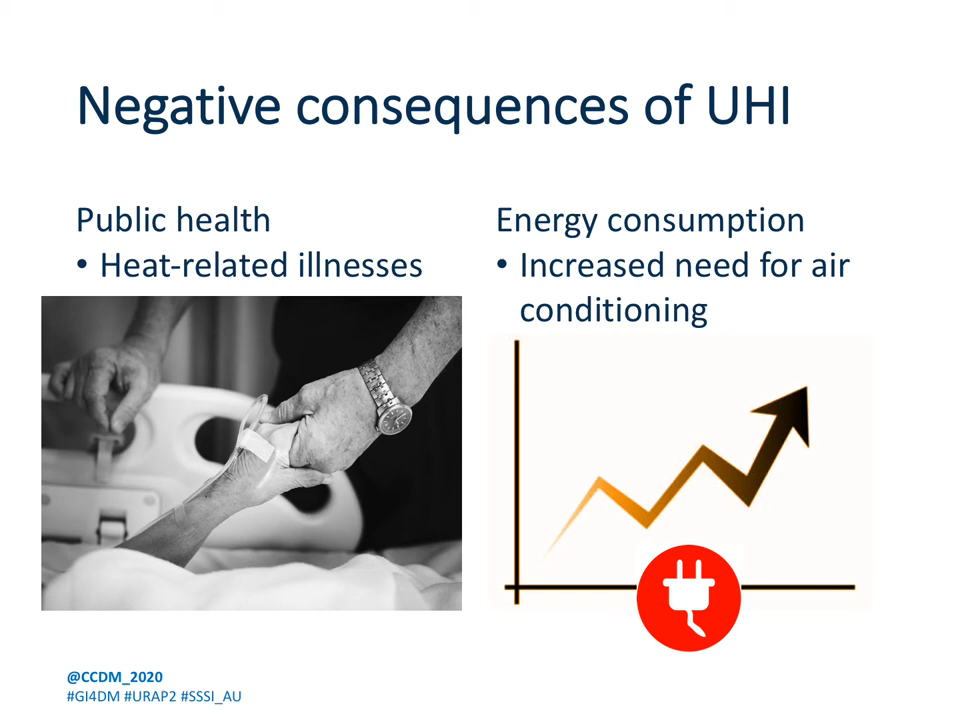 Negative consequences of UHI
Public health
• Heat-related illnesses
Energy consumption
• Increased need for air
conditioning
@CCDM_2020
#GI4DM #URAP2 #SSSI_AU